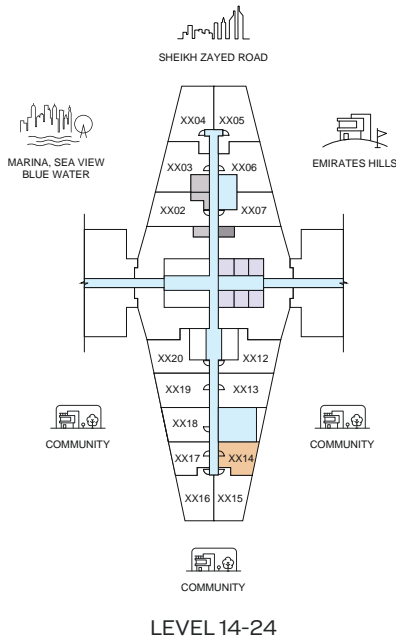 SHEIKH ZAYED ROAD
MARINA, SEA VIEW
BLUE WATER
EMIRATES HILLS
XX04 XX05
XX03 XX06
XX02 XX07
XX20 XX12
XX19 XX13
XX18
XX17 XX14
XX16 XX15
COMMUNITY
COMMUNITY
COMMUNITY
LEVEL 14-24